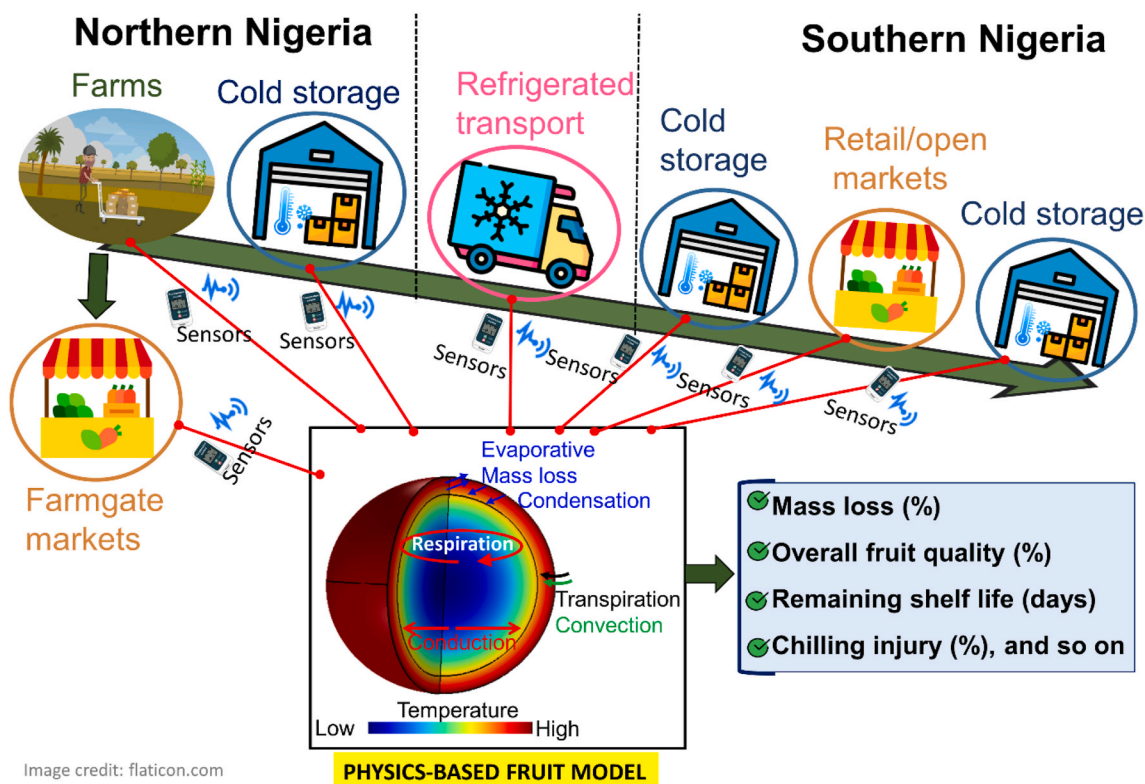 Northern Nigeria
Southern Nigeria
Farms
Cold storage
Refrigerated
transport
Cold
storage
Retail/open
markets
Cold storage
Sensors
Sensors
Sensors
Sensors
Sensors
Sensors
Sensors
Farmgate
markets
Evaporative
Mass loss
Condensation
Respiration
Transpiration
Convection
Conduction
Temperature
Low
High
PHYSICS-BASED FRUIT MODEL
Mass loss (%)
Overall fruit quality (%)
Remaining shelf life (days)
Chilling injury (%), and so on
Image credit: flaticon.com